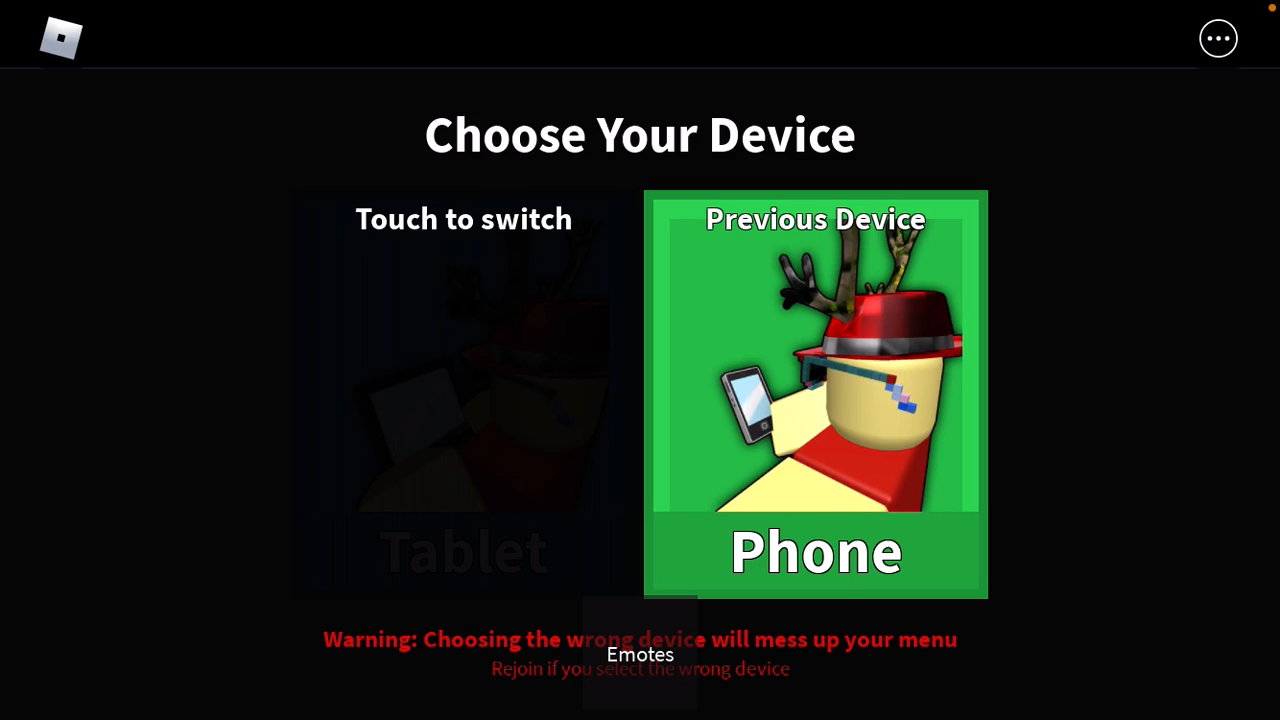 Choose Your Device
Touch to switch
Previous Device
Tablet
Phone
Warning: Choosing the wrong device will mess up your menu
Emotes
Rejoin if you select the wrong device